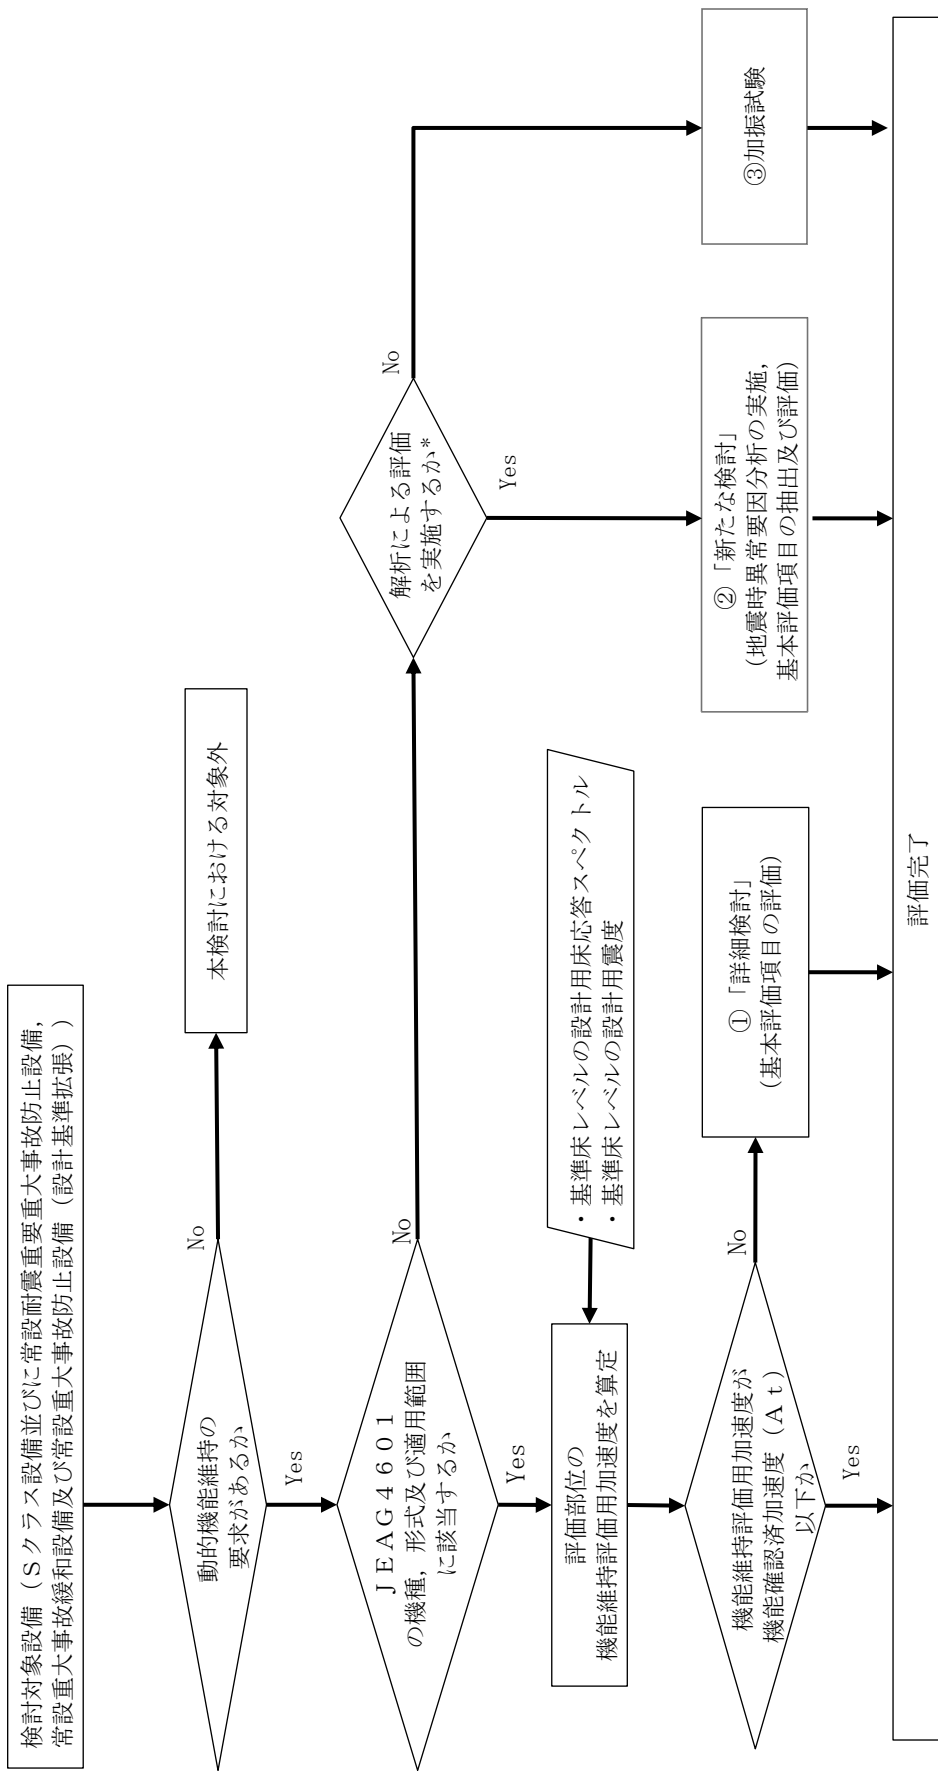 検討対象設備（Ｓクラス設備並びに常設耐震重要重大事故防止設備，
常設重大事故緩和設備及び常設重大事故防止設備（設計基準拡張））
動的機能維持の
要求があるか
No
本検討における対象外
Yes
ＪＥＡＧ４６０１
の機種，形式及び適用範囲
に該当するか
No
解析による評価
を実施するか*
No
Yes
Yes
評価部位の
機能維持評価用加速度を算定
・基準床レベルの設計用床応答スペクトル
・基準床レベルの設計用震度
機能維持評価用加速度が
機能確認済加速度（Ａｔ）
以下か
No
Yes
①「詳細検討」
(基本評価項目の評価)
②「新たな検討」
(地震時異常要因分析の実施，
基本評価項目の抽出及び評価)
③加振試験
評価完了